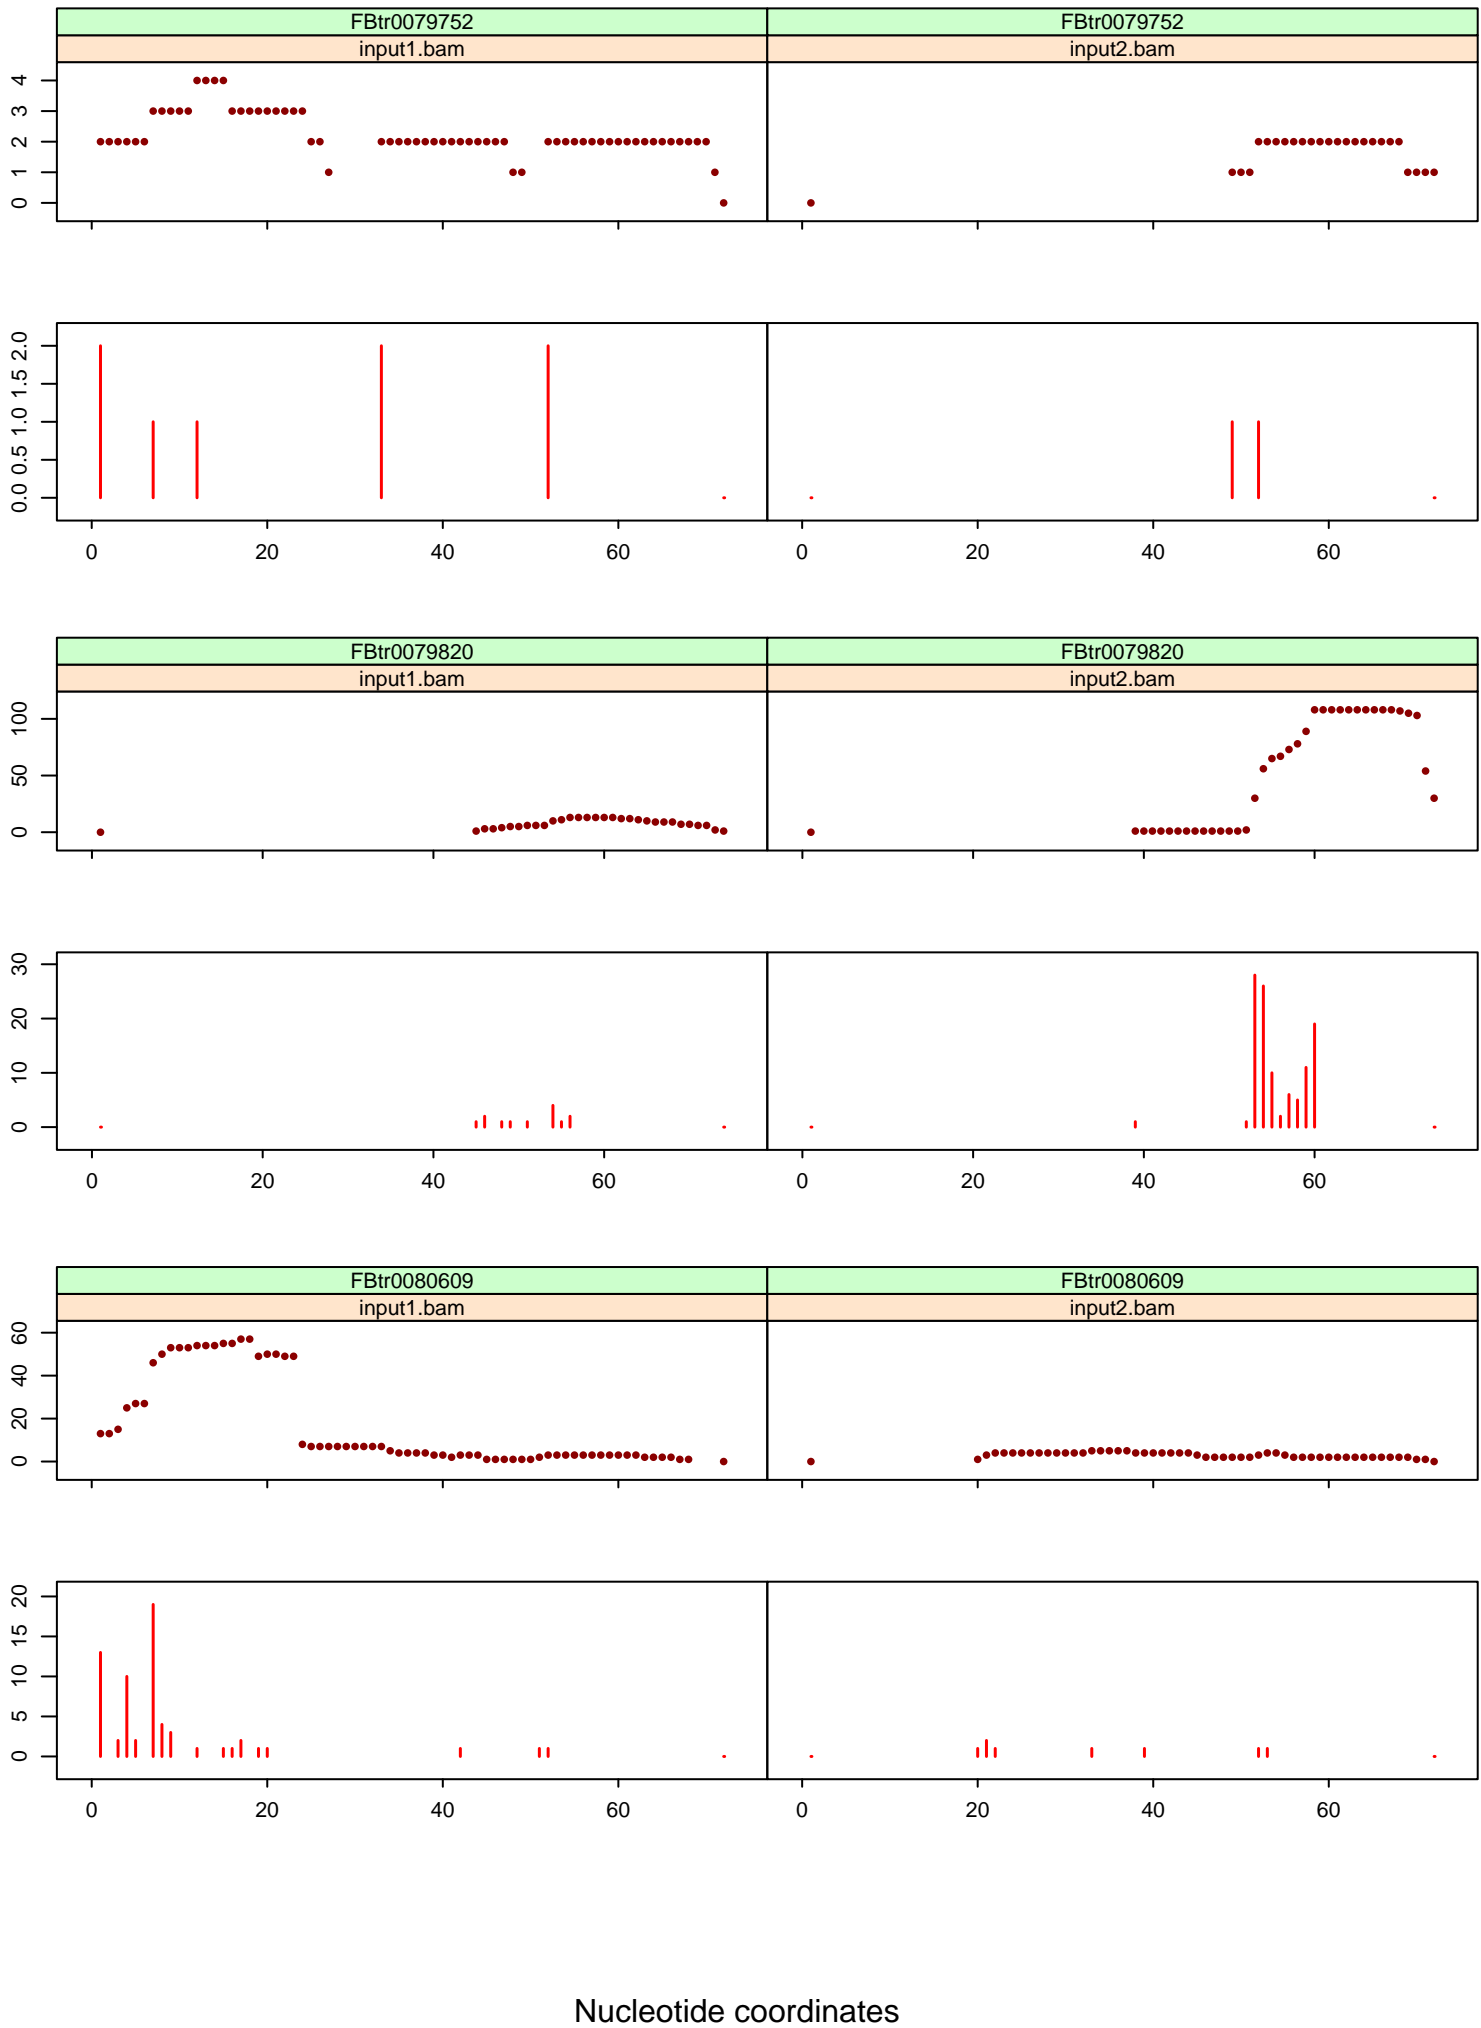 FBtr0079752 FBtr0079752
input1.bam input2.bam
4
3
2
1
0
2.0
1.5
1.0
0.5
0.0
0 20 40 60 0 20 40 60
FBtr0079820 FBtr0079820
input1.bam input2.bam
100
50
0
30
20
10
0
0 20 40 60 0 20 40 60
FBtr0080609 FBtr0080609
input1.bam input2.bam
60
40
20
0
20
15
10
5
0
0 20 40 60 0 20 40 60
Nucleotide coordinates